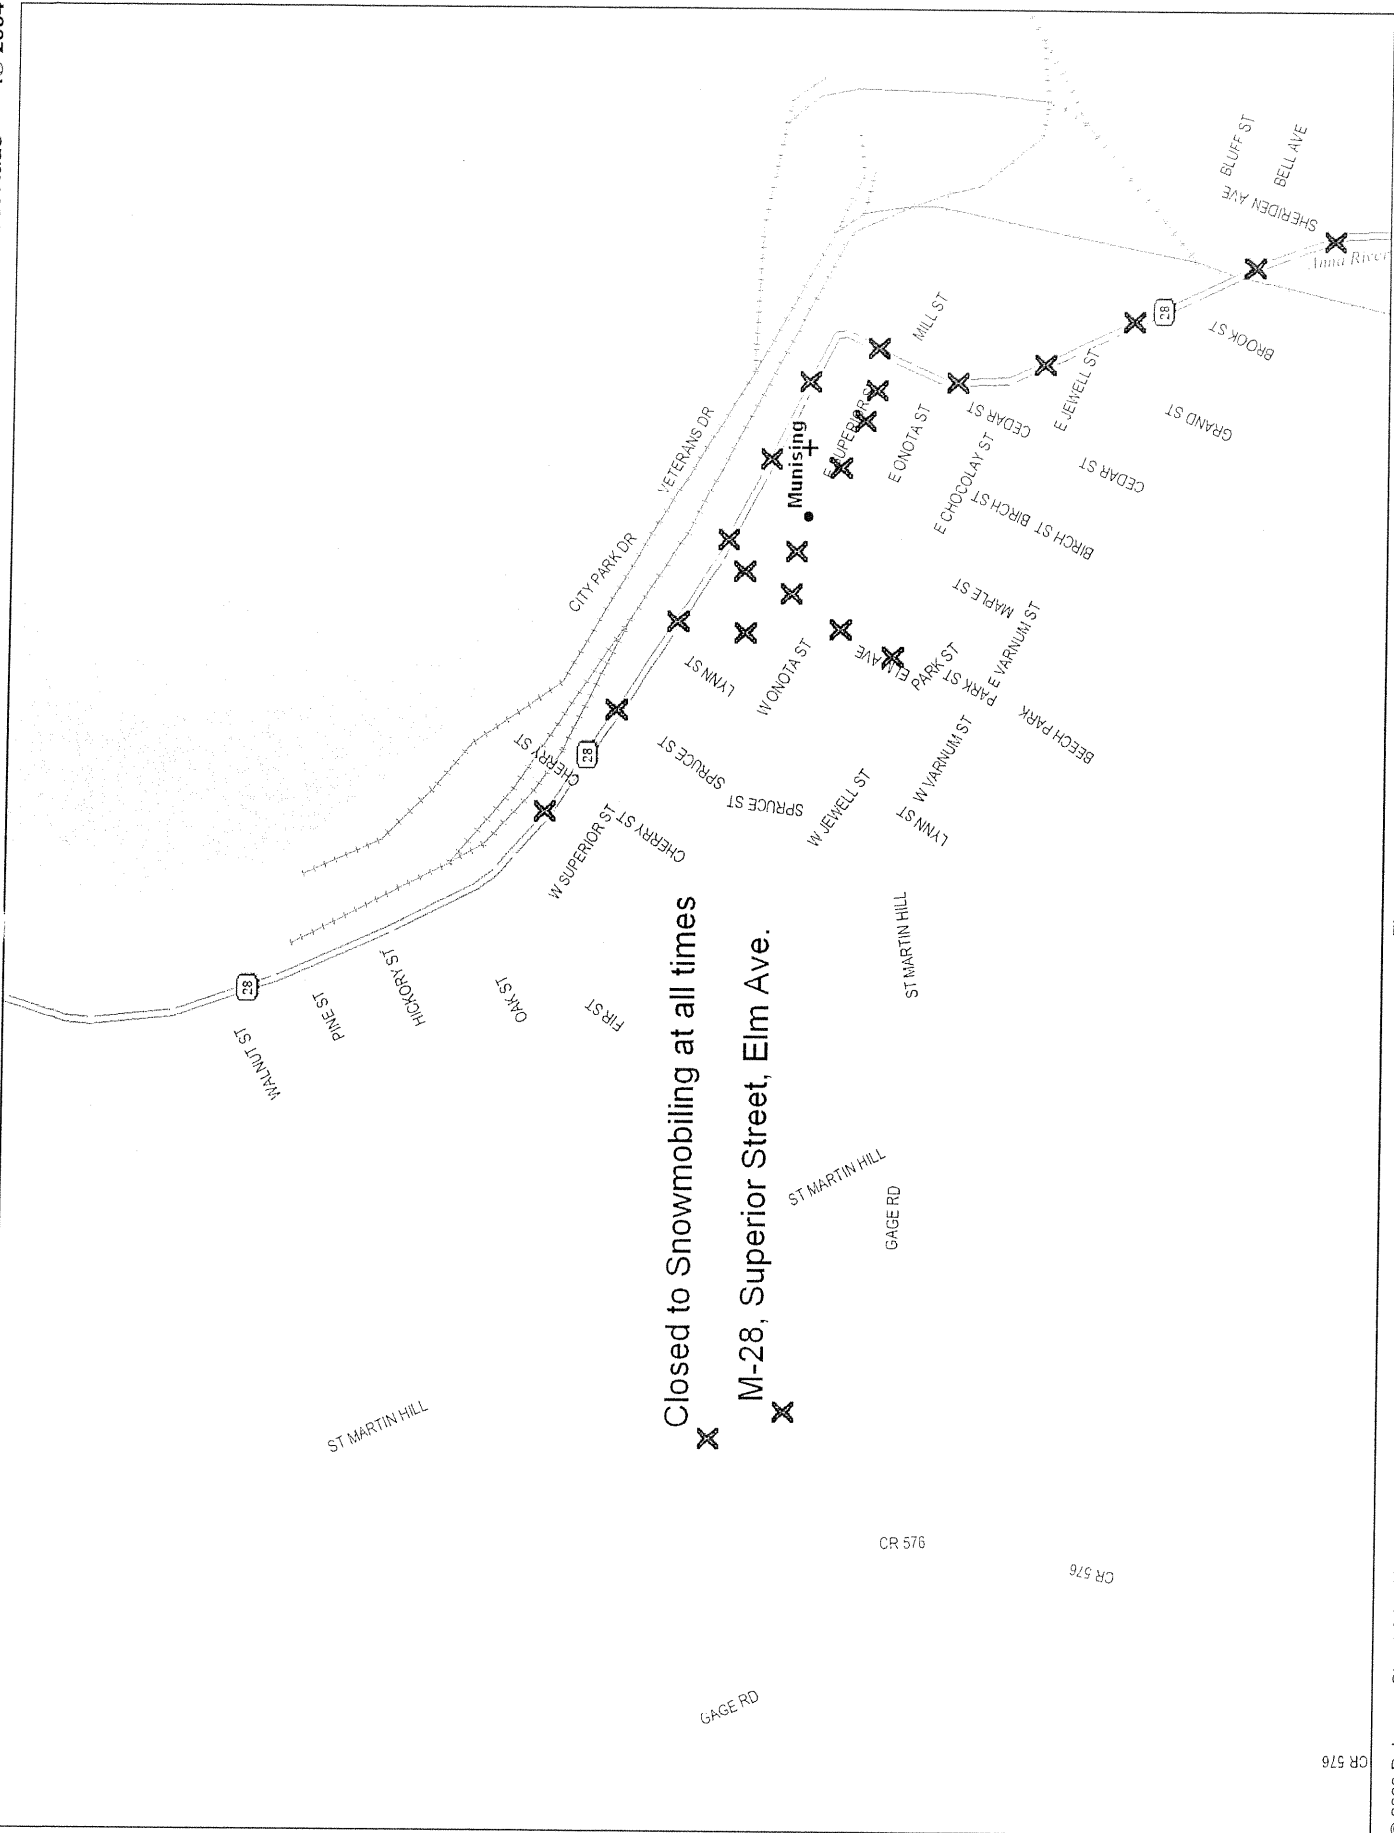 Closed to Snowmobiling at all times
M-28, Superior Street, Elm Ave.
28
WALNUT ST
PINE ST
HICKORY ST
OAK ST
FIR ST
CHERRY ST
28
W SUPERIOR ST
CHERRY ST
SPRUCE ST
SPRUCE ST
LYNN ST
W ONOTA ST
W JEWELL ST
LYNN ST
W VARNUM ST
CITY PARK DR
VETERANS DR
Munising
E SUPERIOR ST
E ONOTA ST
MILL ST
ELM AVE
PARK ST
PARK ST
E VARNUM ST
BEECH PARK
MAPLE ST
BIRCH ST
BIRCH ST
E CHOCOLAY ST
CEDAR ST
CEDAR ST
E JEWELL ST
GRAND ST
28
BROOK ST
Anna River
SHERIDEN AVE
BLUFF ST
BELL AVE
ST MARTIN HILL
ST MARTIN HILL
ST MARTIN HILL
GAGE RD
GAGE RD
CR 576
CR 576
CR 576